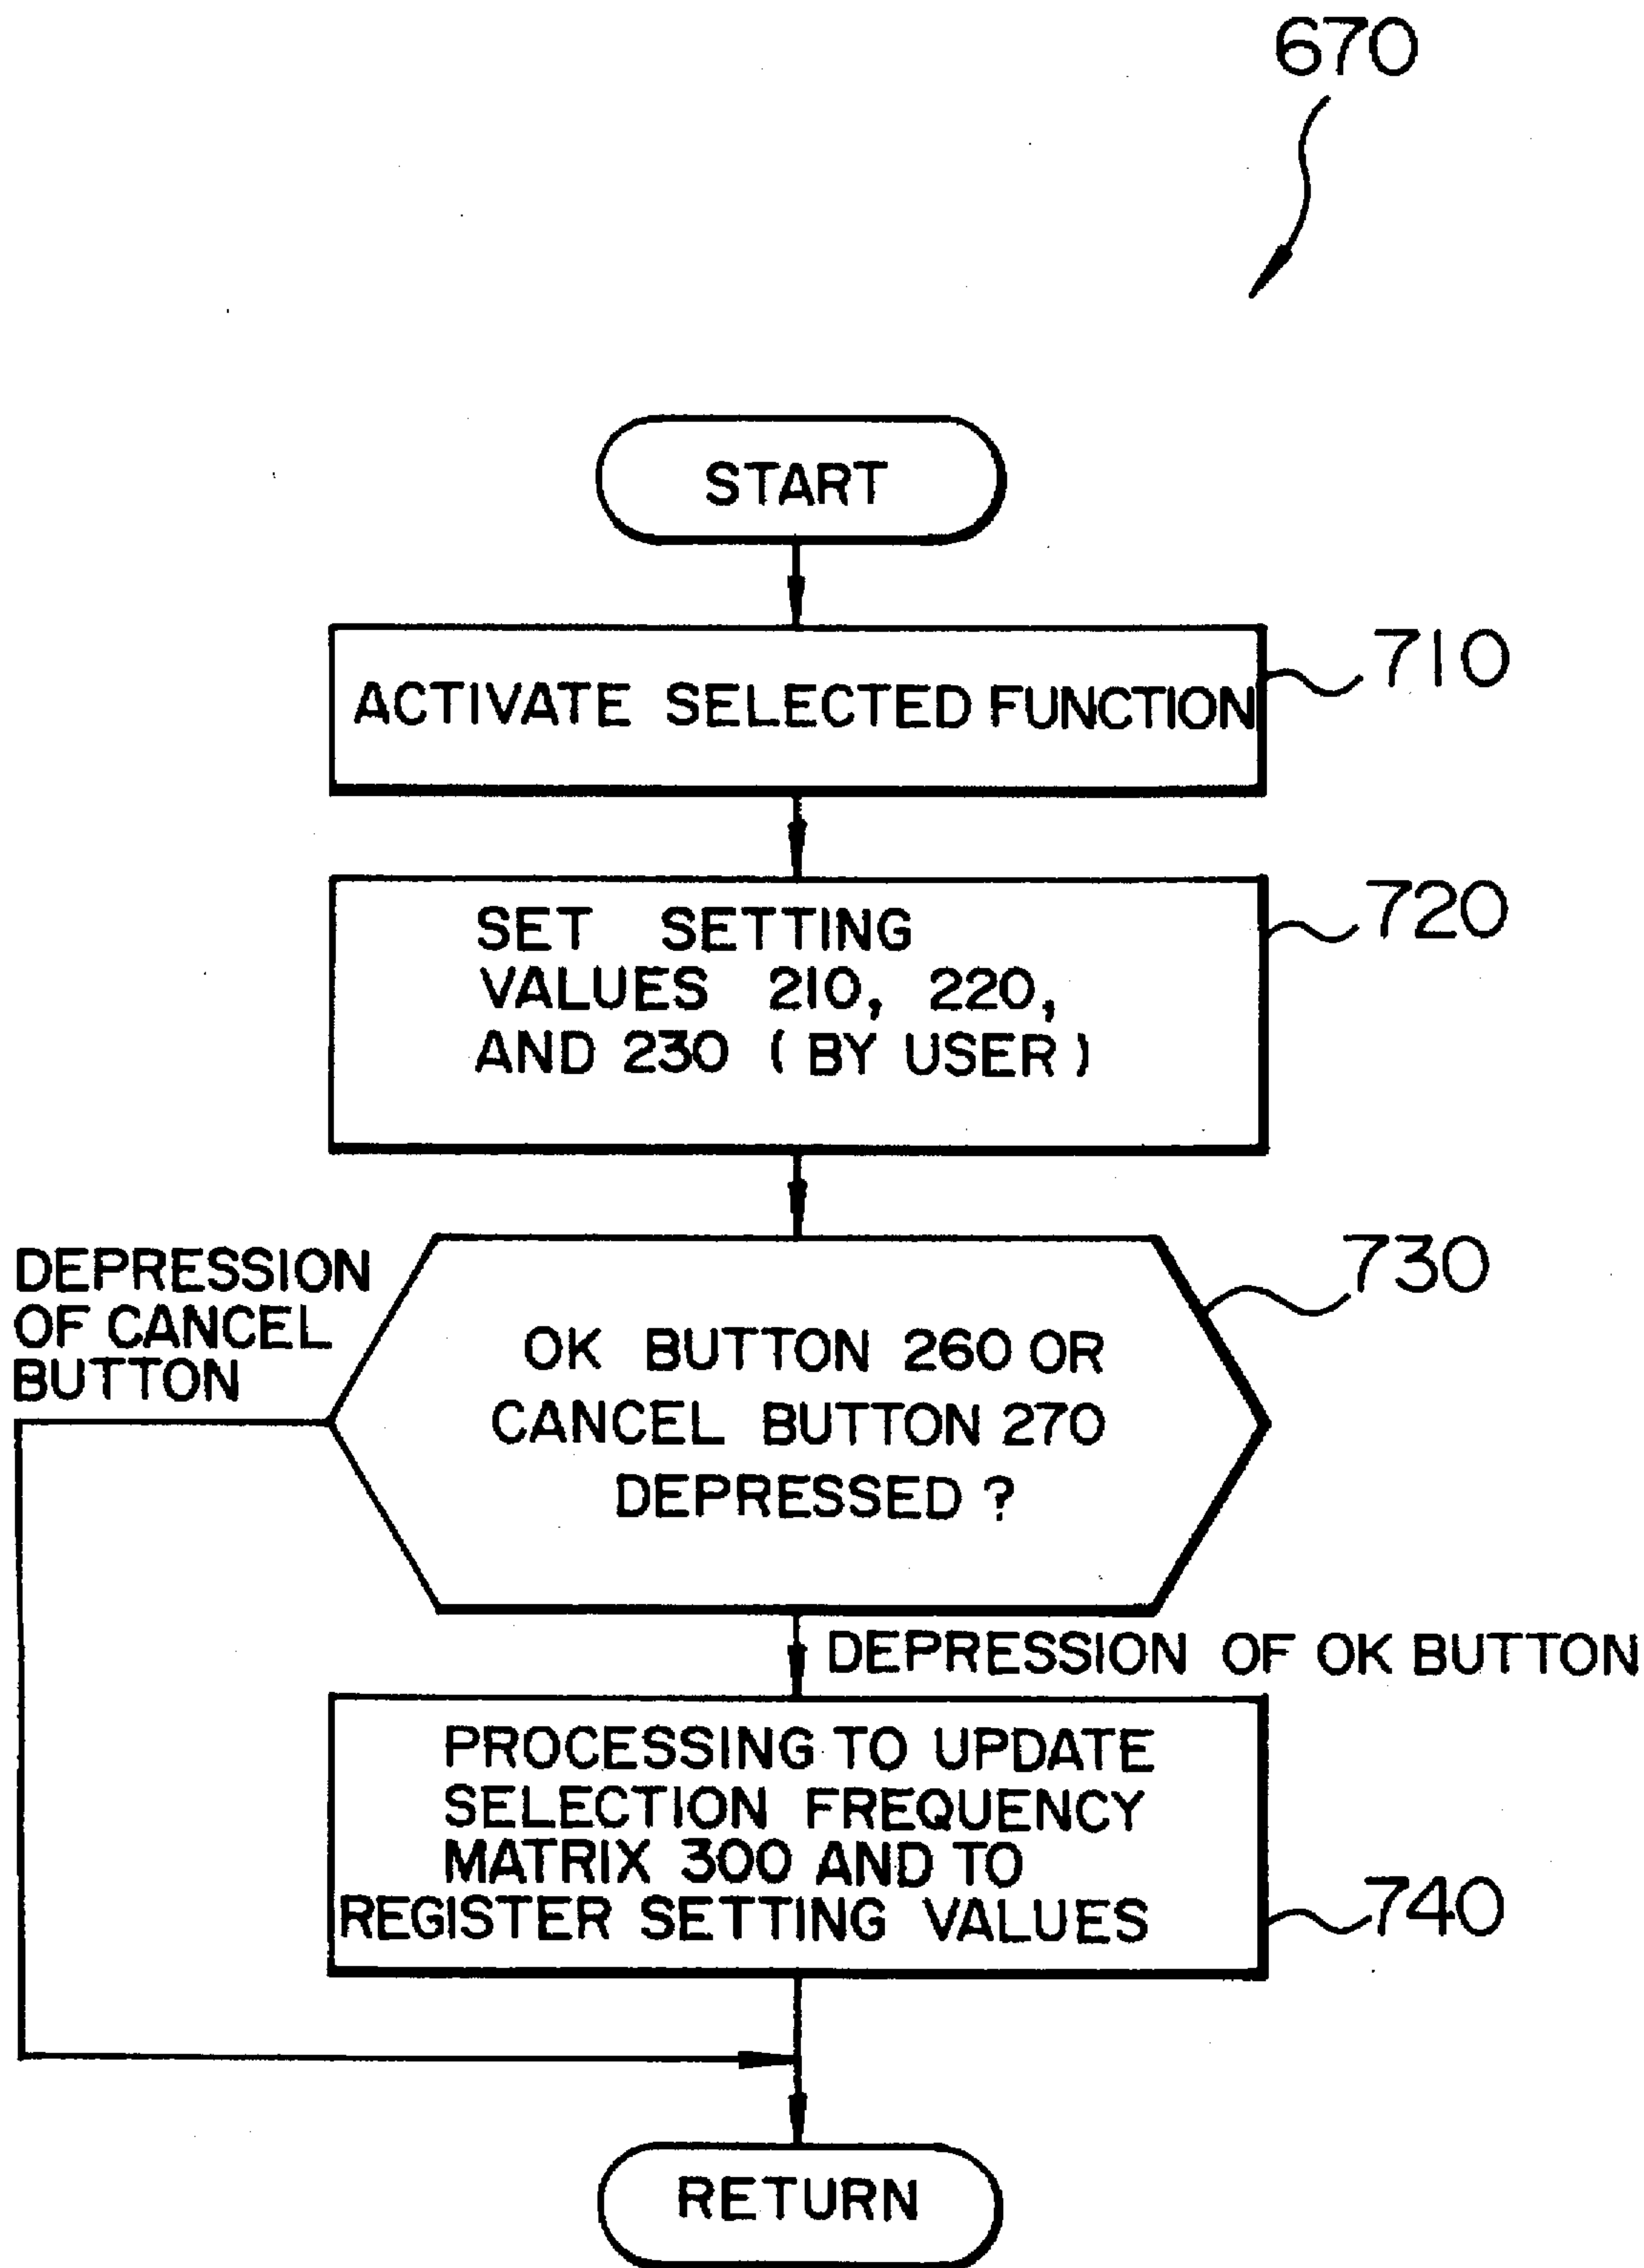 670
START
ACTIVATE SELECTED FUNCTION
710
SET SETTING
VALUES 210, 220,
AND 230 (BY USER)
720
DEPRESSION
OF CANCEL
BUTTON
OK BUTTON 260 OR
CANCEL BUTTON 270
DEPRESSED ?
730
DEPRESSION OF OK BUTTON
PROCESSING TO UPDATE
SELECTION FREQUENCY
MATRIX 300 AND TO
REGISTER SETTING VALUES
740
RETURN